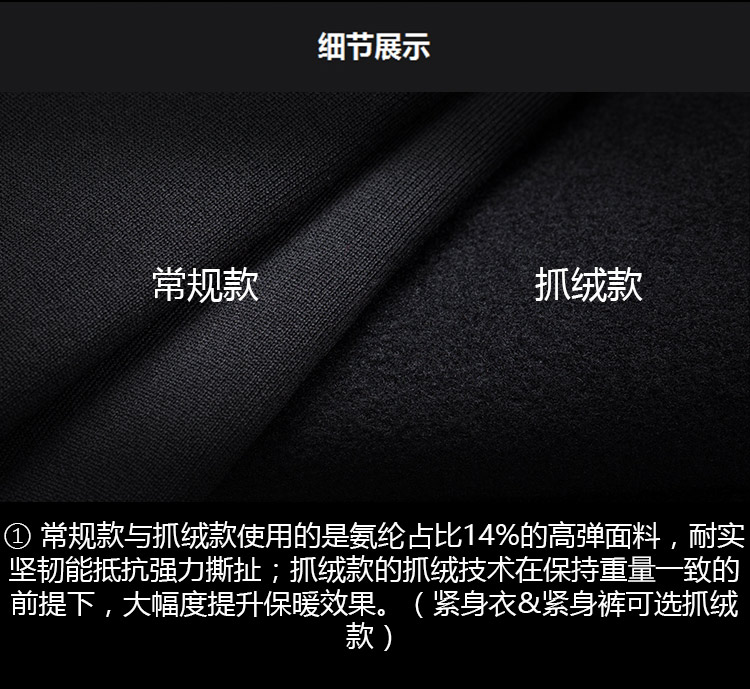 细节展示
常规款
抓绒款
① 常规款与抓绒款使用的是氨纶占比14%的高弹面料，耐实
坚韧能抵抗强力撕扯；抓绒款的抓绒技术在保持重量一致的
前提下，大幅度提升保暖效果。（紧身衣&紧身裤可选抓绒
款）